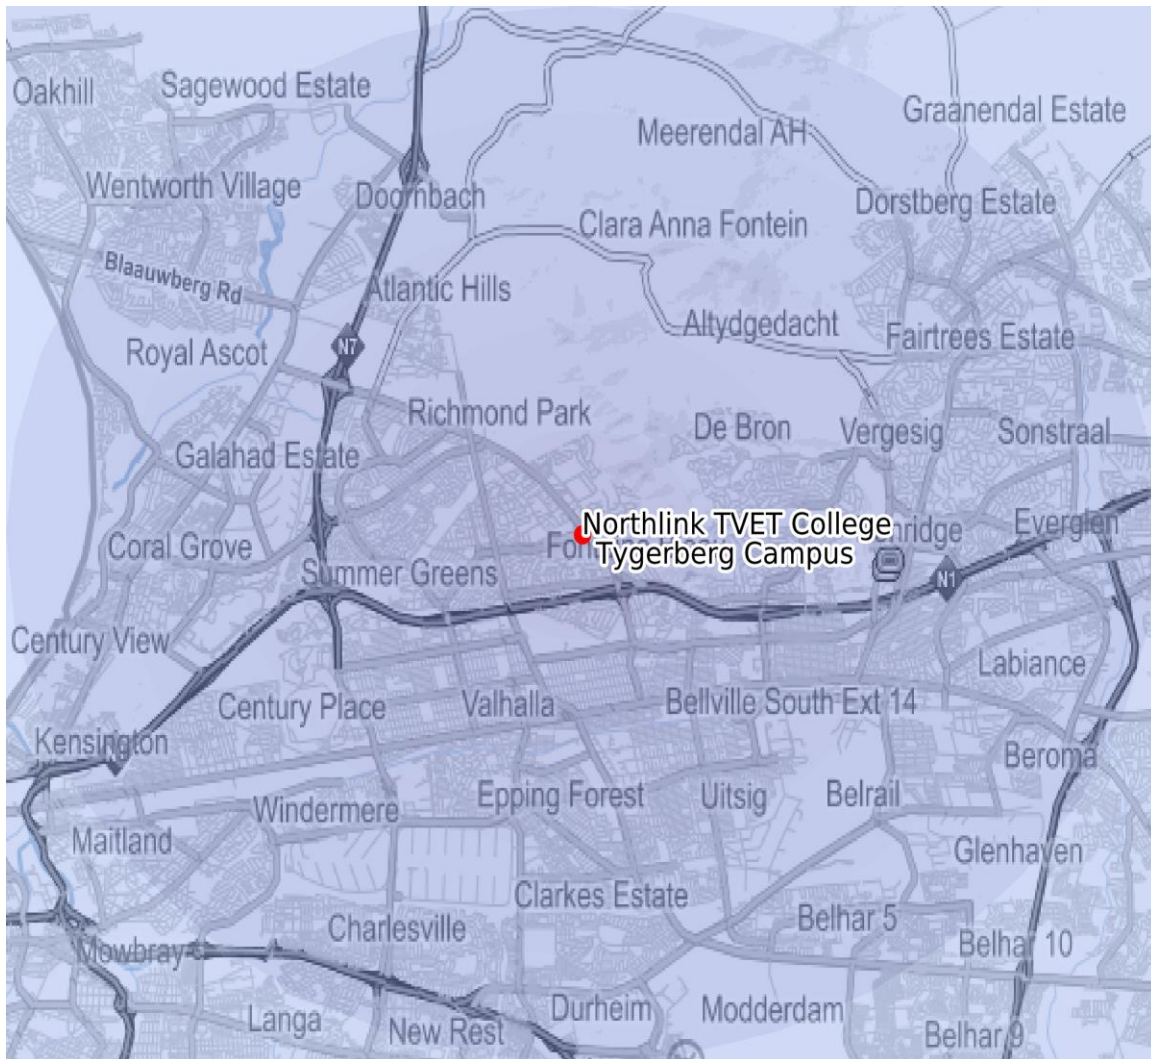 Sagewood Estate
Oakhill
Graanendal Estate
Meerendal AH
Wentworth Village
Doornbach
Dorstberg Estate
Clara Anna Fontein
Blaauwberg Rd
Atlantic Hills
Altydgedacht
Fairtrees Estate
N7
Royal Ascot
Richmond Park
De Bron
Vergesig
Sonstraal
Galahad Estate
Northlink TVET College
Tygerberg Campus
Everglen
Coral Grove
Summer Greens
N1
Century View
Labiance
Century Place
Valhalla
Bellville South Ext 14
Kensington
Beroma
Windermere
Epping Forest
Uitsig
Belrail
Maitland
Glenhaven
Clarkes Estate
Charlesville
Belhar 5
Mowbray
Belhar 10
Langa
New Rest
Durheim
Modderdam
Belhar 9